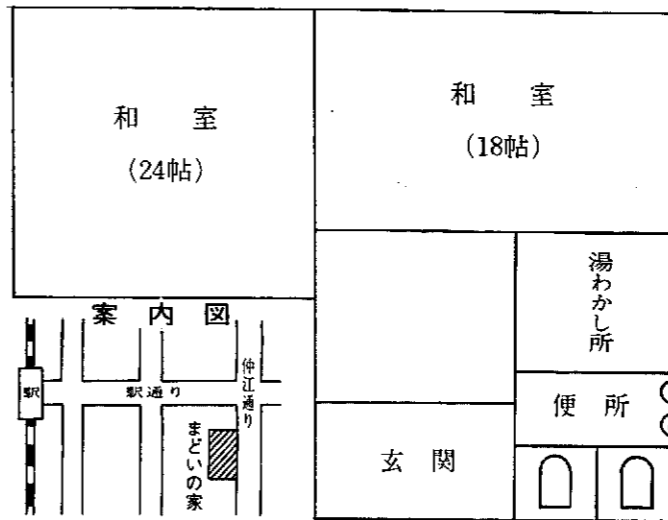 和室
(24帖)
和室
(18帖)
湯わかし所
便所
玄関
案内図
駅
駅通り
仲江通り
まどいの家